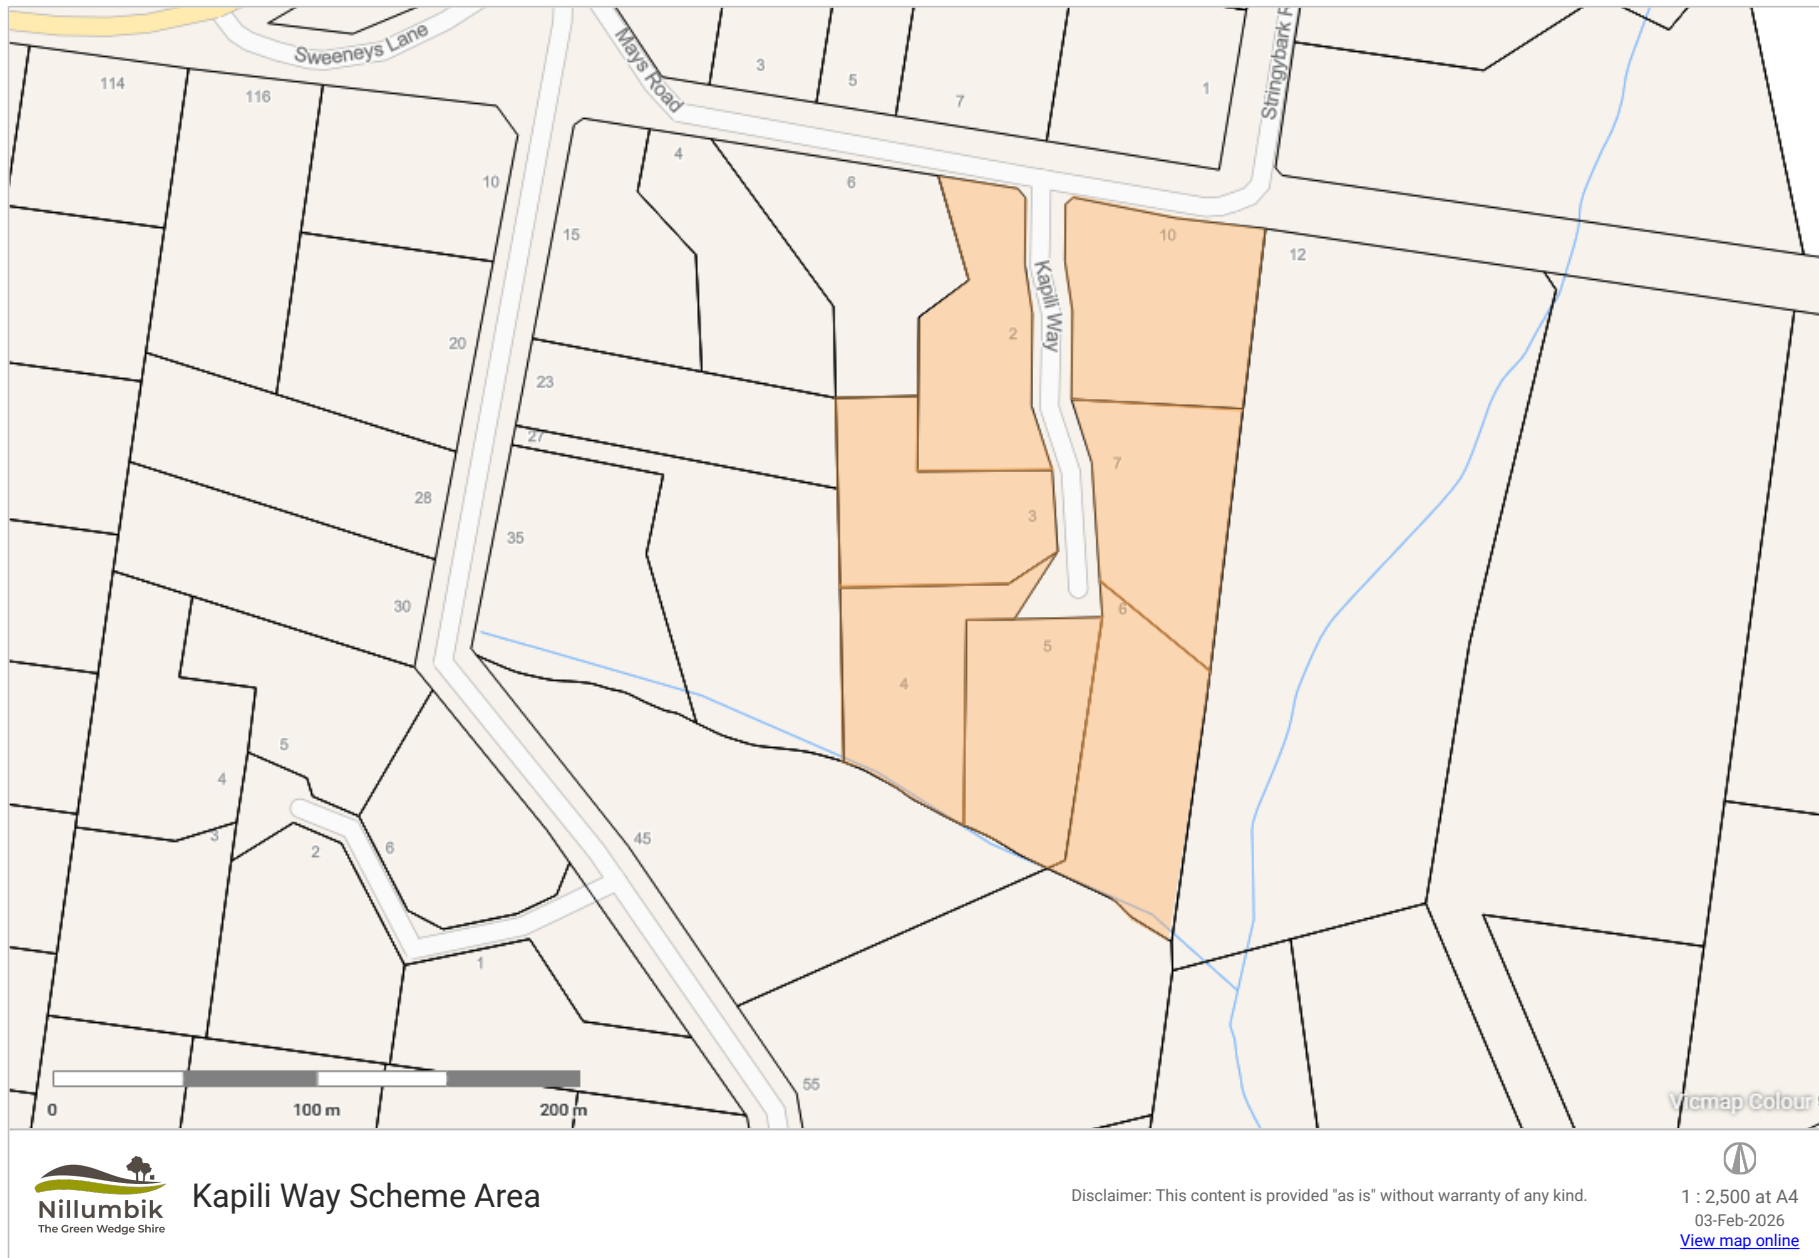 Sweeneys Lane
Mays Road
Stringybark R
114
116
3
5
7
1
4
6
10
15
10
12
Kapili Way
2
20
23
27
7
28
3
35
30
6
5
4
5
4
3
2
6
45
1
55
0
100 m
200 m
Vicmap Colour
Nillumbik
The Green Wedge Shire
Kapili Way Scheme Area
Disclaimer: This content is provided "as is" without warranty of any kind.
1 : 2,500 at A4
03-Feb-2026
View map online